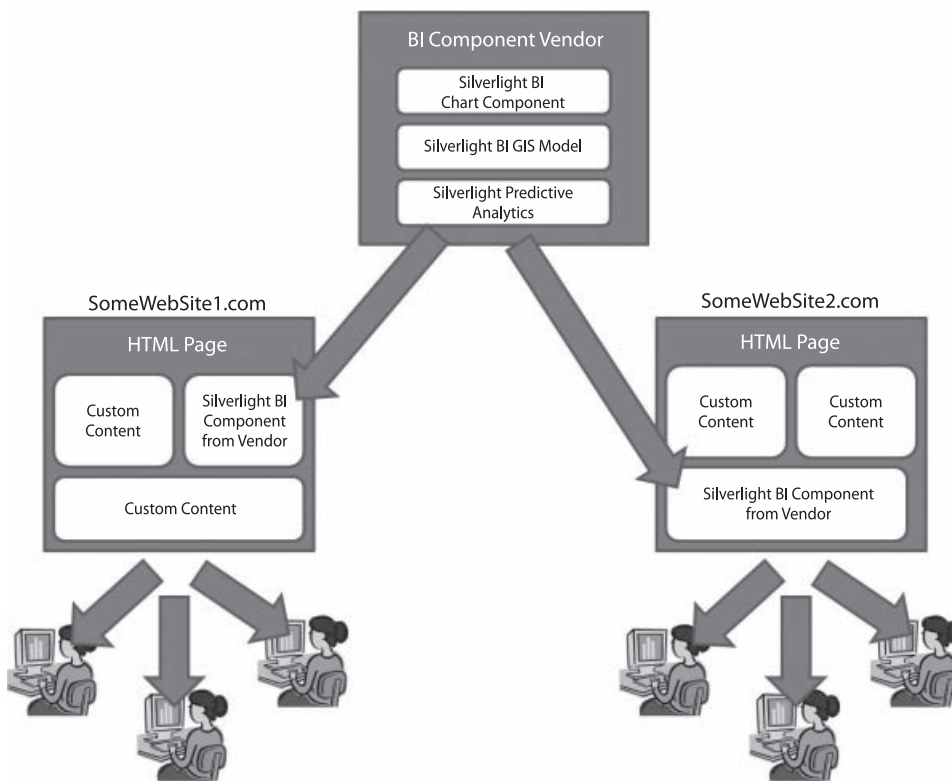 BI Component Vendor
Silverlight BI
Chart Component
Silverlight BI GIS Model
Silverlight Predictive
Analytics
SomeWebSite1.com
HTML Page
Custom
Content
Silverlight BI
Component
from Vendor
Custom Content
SomeWebSite2.com
HTML Page
Custom
Content
Custom
Content
Silverlight BI Component
from Vendor